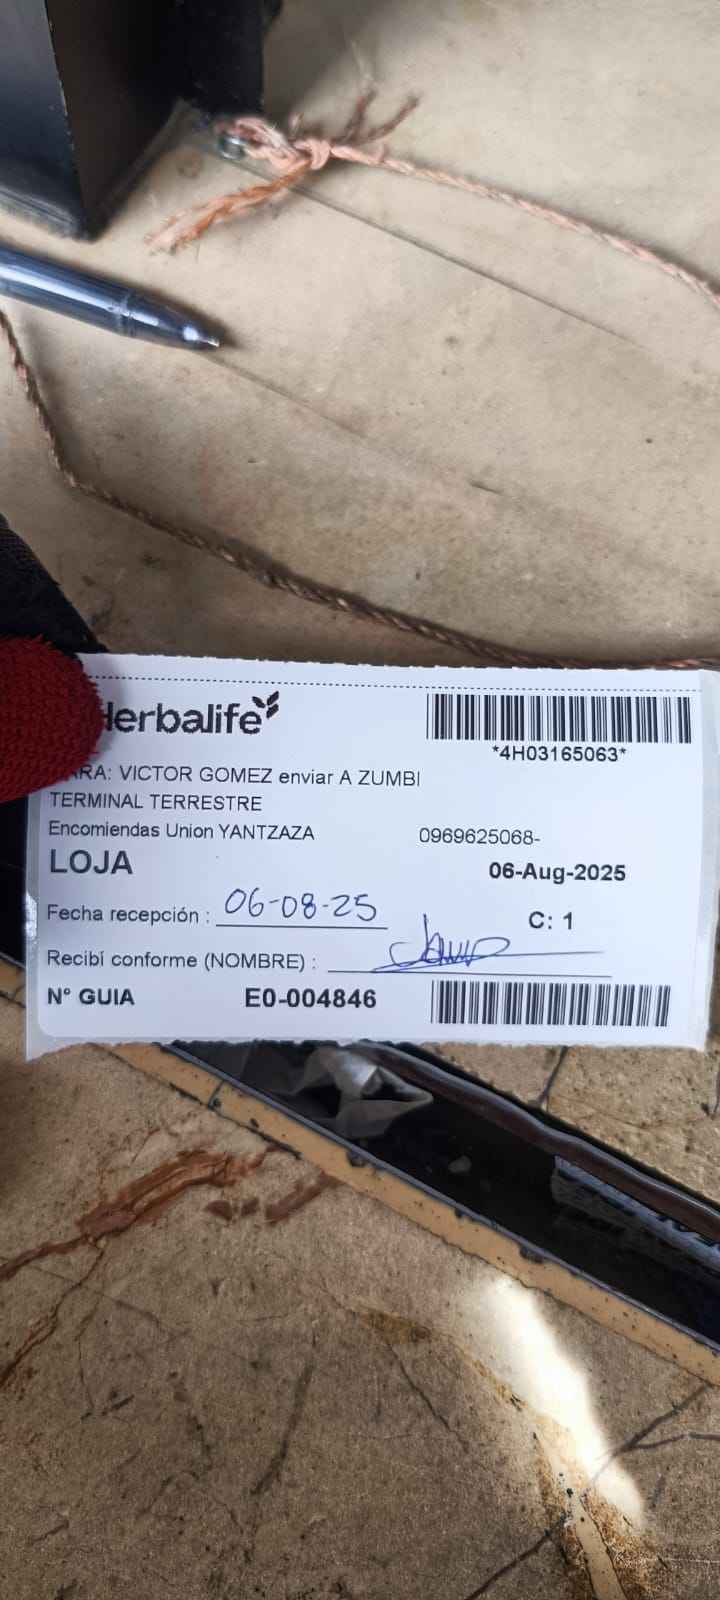 Herbalife
*4H03165063*
PARA: VICTOR GOMEZ enviar A ZUMBI
TERMINAL TERRESTRE
Encomiendas Union YANTZAZA 0969625068-
LOJA 06-Aug-2025
Fecha recepción : 06-08-25 C: 1
Recibí conforme (NOMBRE) :
N° GUIA E0-004846